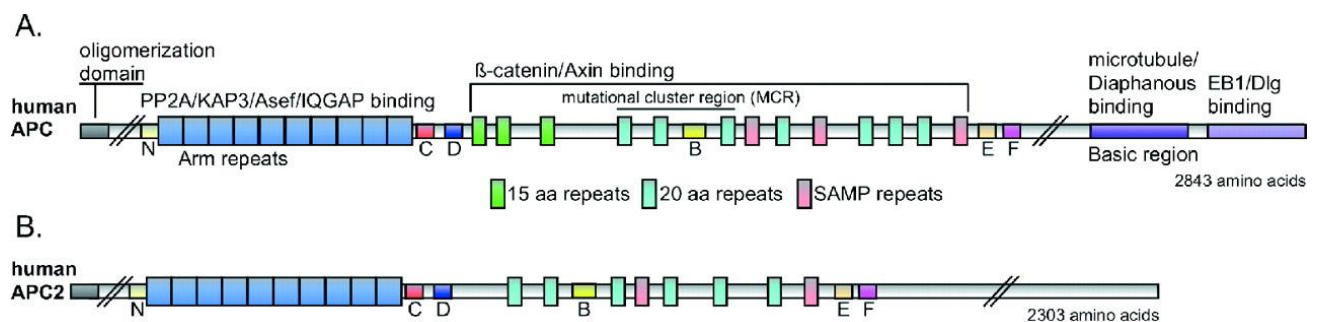 A.
oligomerization
domain
PP2A/KAP3/Asef/IQGAP binding
ß-catenin/Axin binding
mutational cluster region (MCR)
microtubule/
Diaphanous
binding
EB1/Dlg
binding
human
APC
N
Arm repeats
C
D
B
E
F
Basic region
2843 amino acids
15 aa repeats
20 aa repeats
SAMP repeats
B.
human
APC2
N
C
D
B
E
F
2303 amino acids